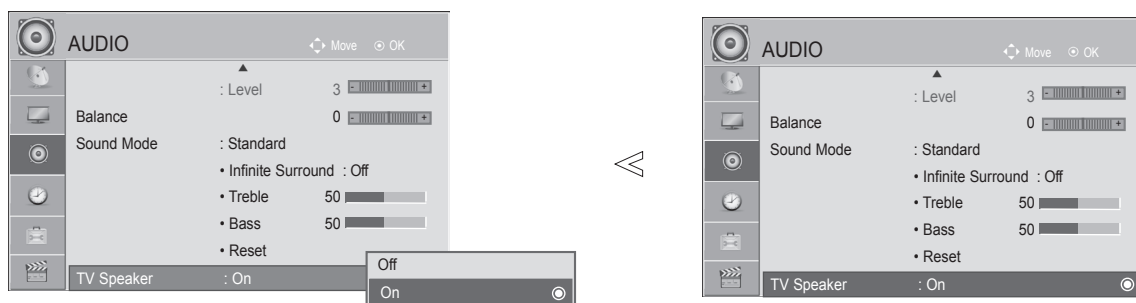 AUDIO Move OK
: Level 3 - +
Balance 0 - +
Sound Mode : Standard
• Infinite Surround : Off
• Treble 50
• Bass 50
• Reset
TV Speaker : On
Off
On
AUDIO Move OK
: Level 3 - +
Balance 0 - +
Sound Mode : Standard
• Infinite Surround : Off
• Treble 50
• Bass 50
• Reset
TV Speaker : On